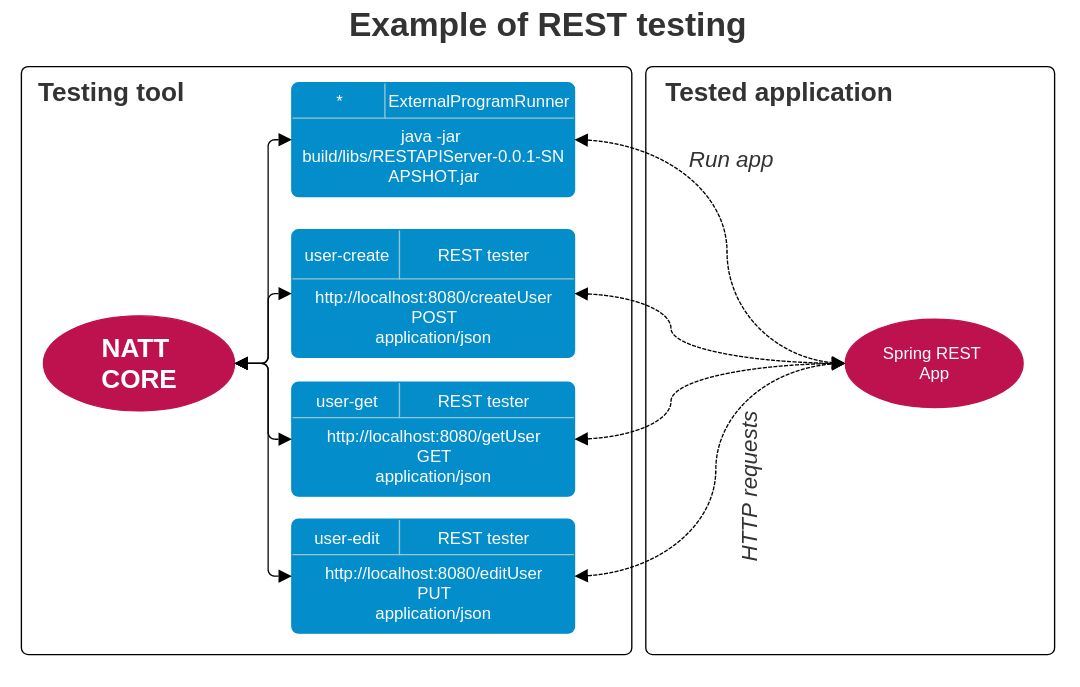 Example of REST testing
Testing tool
* ExternalProgramRunner
java -jar
build/libs/RESTAPIServer-0.0.1-SN
APSHOT.jar
user-create REST tester
http://localhost:8080/createUser
POST
application/json
NATT
CORE
user-get REST tester
http://localhost:8080/getUser
GET
application/json
user-edit REST tester
http://localhost:8080/editUser
PUT
application/json
Tested application
Run app
Spring REST
App
HTTP requests